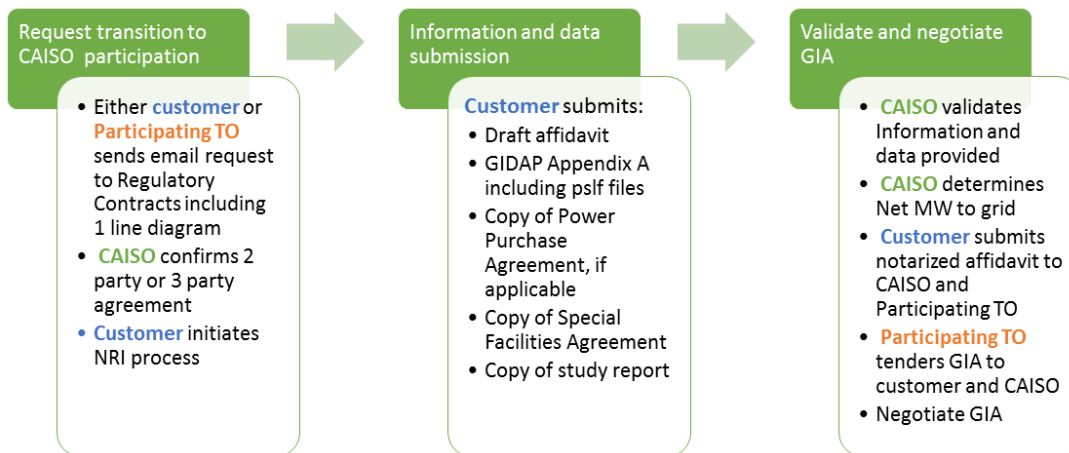 Request transition to
CAISO participation
• Either customer or
Participating TO
sends email request
to Regulatory
Contracts including
1 line diagram
• CAISO confirms 2
party or 3 party
agreement
• Customer initiates
NRI process
Information and data
submission
Customer submits:
• Draft affidavit
• GIDAP Appendix A
including pslf files
• Copy of Power
Purchase
Agreement, if
applicable
• Copy of Special
Facilities Agreement
• Copy of study report
Validate and negotiate
GIA
• CAISO validates
Information and
data provided
• CAISO determines
Net MW to grid
• Customer submits
notarized affidavit to
CAISO and
Participating TO
• Participating TO
tenders GIA to
customer and CAISO
• Negotiate GIA